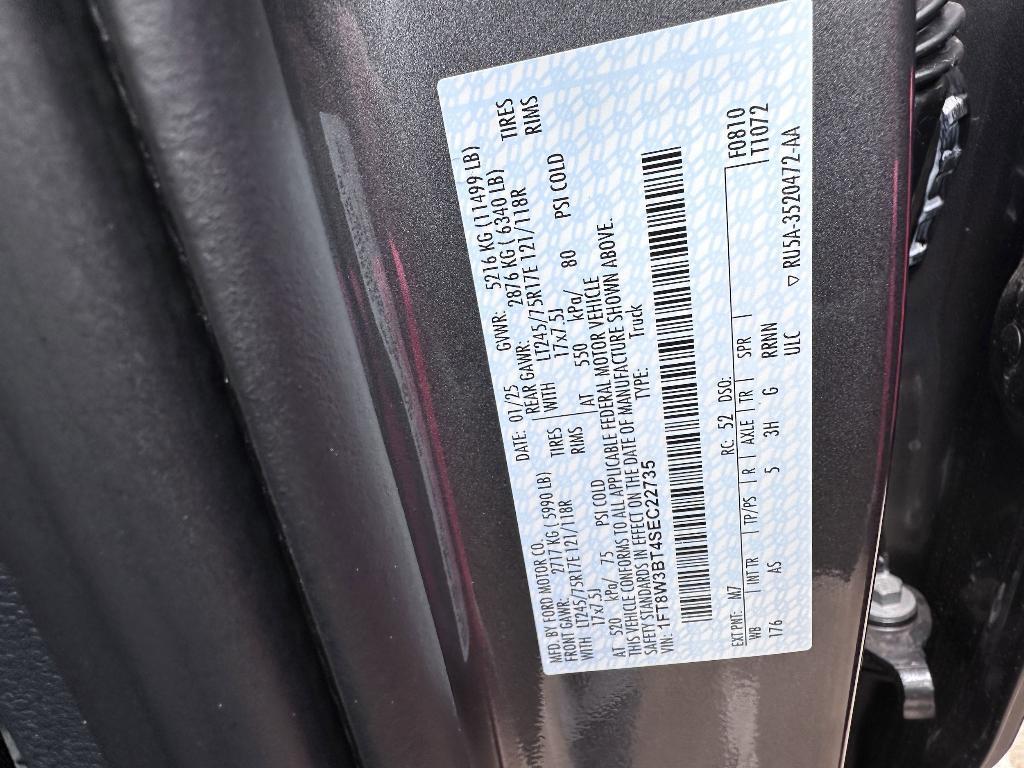 MFD. BY FORD MOTOR CO. DATE: 01/25 GVWR: 5216 KG (11499 LB)
FRONT GAWR: 2717 KG ( 5990 LB) REAR GAWR: 2876 KG ( 6340 LB)
WITH LT245/75R17E 121/118R TIRES WITH LT245/75R17E 121/118R TIRES
17x7.5J RIMS 17x7.5J RIMS
AT 520 kPa/ 75 PSI COLD AT 550 kPa/ 80 PSI COLD
THIS VEHICLE CONFORMS TO ALL APPLICABLE FEDERAL MOTOR VEHICLE
SAFETY STANDARDS IN EFFECT ON THE DATE OF MANUFACTURE SHOWN ABOVE.
VIN: 1FT8W3BT4SEC22735 TYPE: Truck
EXT PNT: M7 RC: 52 DSO: F0810
WB INT TR TP/PS R AXLE TR SPR TT072
176 AS 5 3H G RRNN
ULC ▽ RU5A-3520472-AA